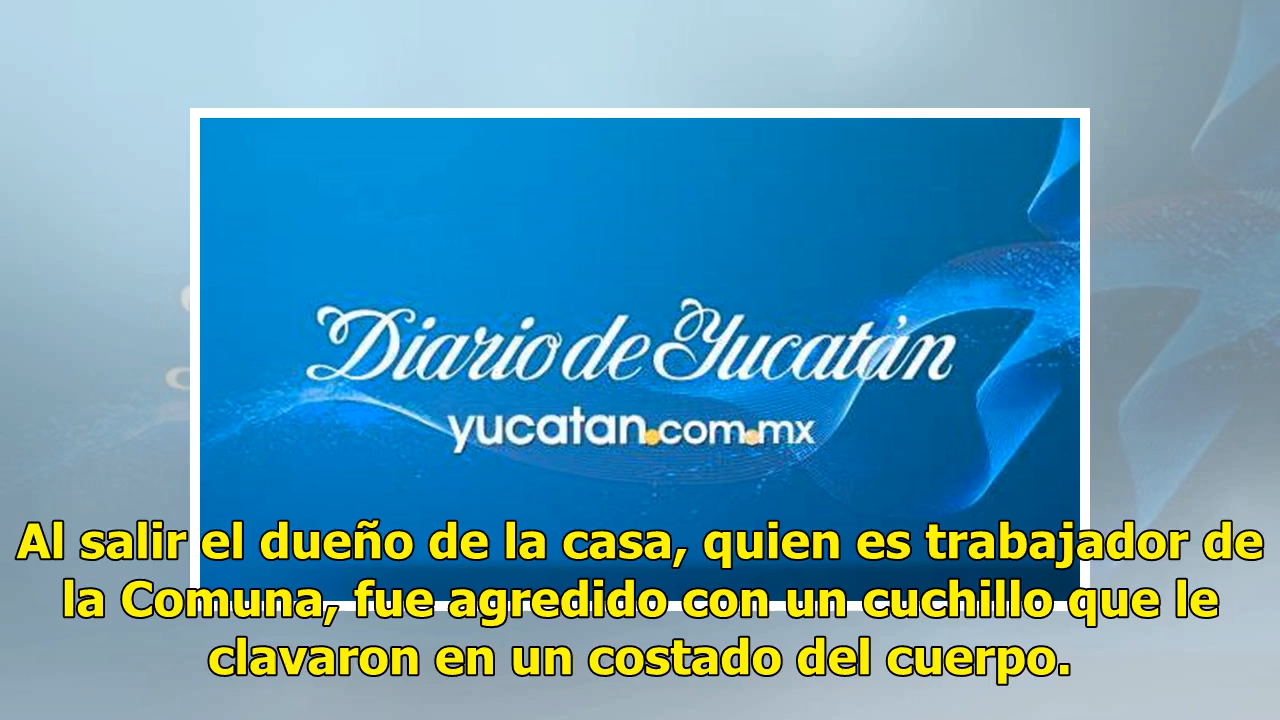 Diario de Yucatán
yucatan.com.mx
Al salir el dueño de la casa, quien es trabajador de
la Comuna, fue agredido con un cuchillo que le
clavaron en un costado del cuerpo.